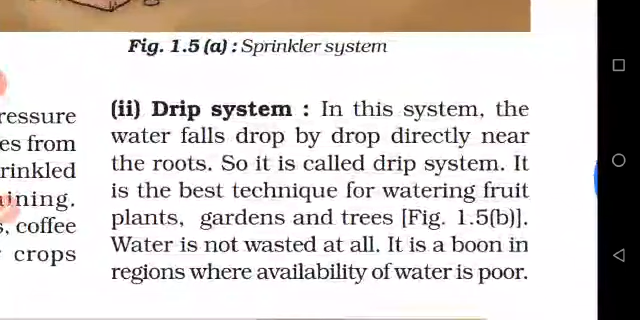 Fig. 1.5 (a) : Sprinkler system
ressure
es from
rinkled
ining.
, coffee
crops
(ii) Drip system : In this system, the
water falls drop by drop directly near
the roots. So it is called drip system. It
is the best technique for watering fruit
plants, gardens and trees [Fig. 1.5(b)].
Water is not wasted at all. It is a boon in
regions where availability of water is poor.